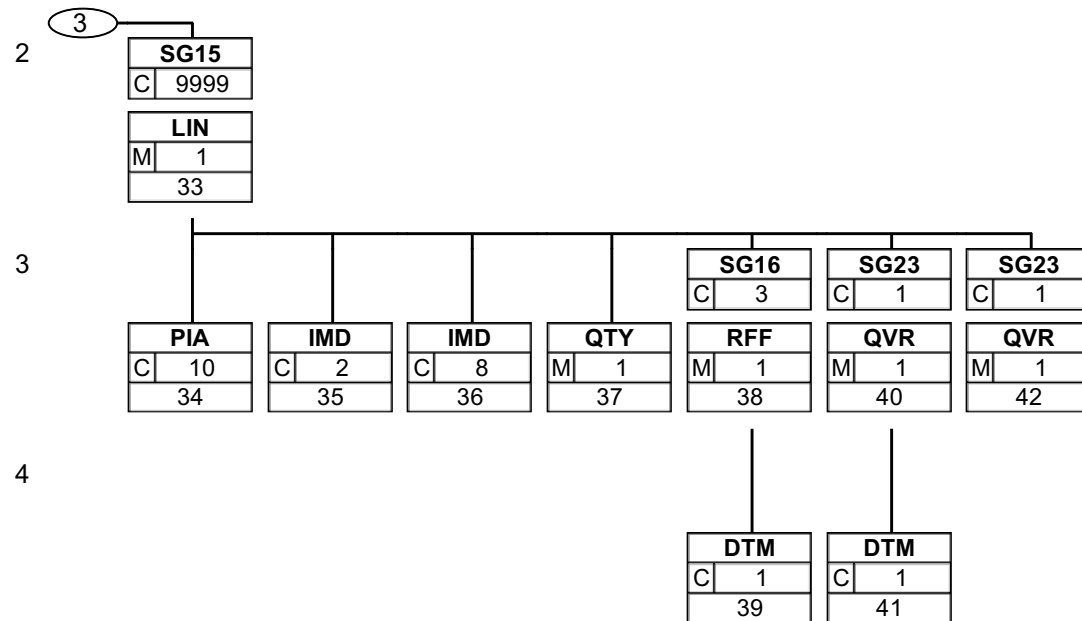 3
2
SG15
C 9999
LIN
M 1
33
3
SG16 SG23 SG23
C 3 C 1 C 1
PIA IMD IMD QTY RFF QVR QVR
C 10 C 2 C 8 M 1 M 1 M 1 M 1
34 35 36 37 38 40 42
4
DTM DTM
C 1 C 1
39 41